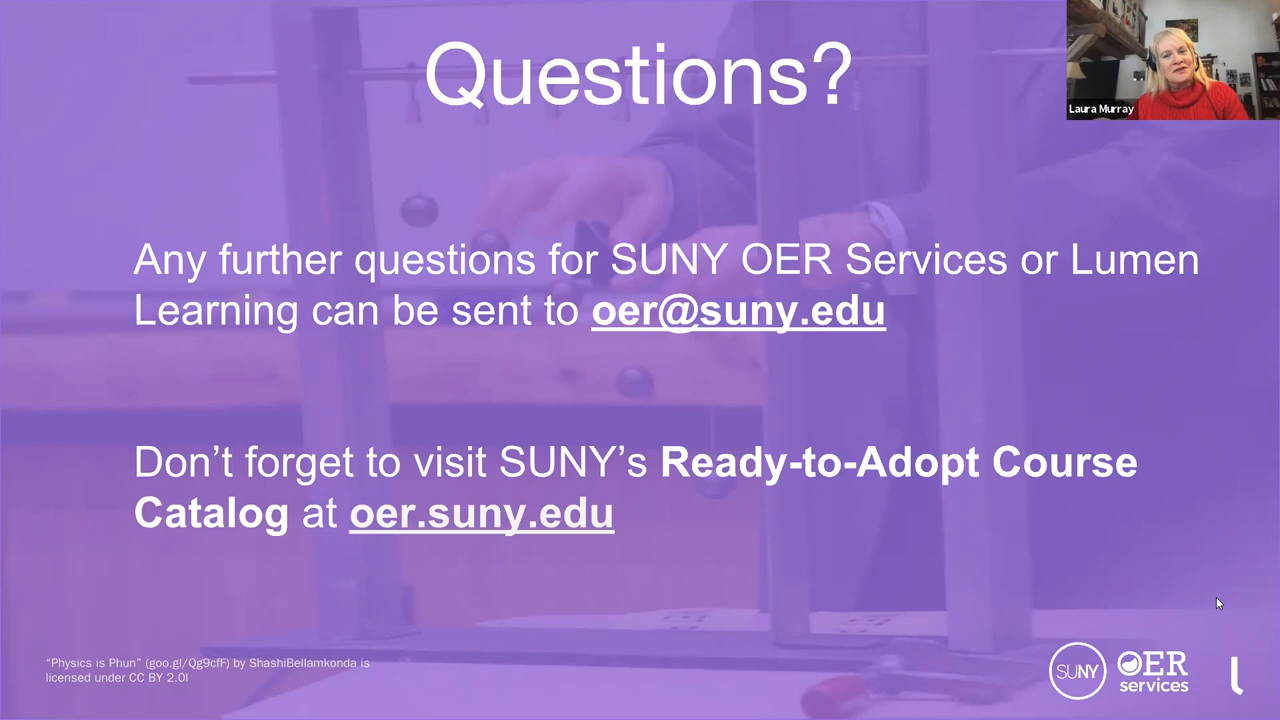 Questions?
Laura Murray
Any further questions for SUNY OER Services or Lumen
Learning can be sent to oer@suny.edu
Don’t forget to visit SUNY’s Ready-to-Adopt Course
Catalog at oer.suny.edu
“Physics is Phun” (goo.gl/Qg9cfF) by ShashiBellamkonda is
licensed under CC BY 2.0l
SUNY
OER
services